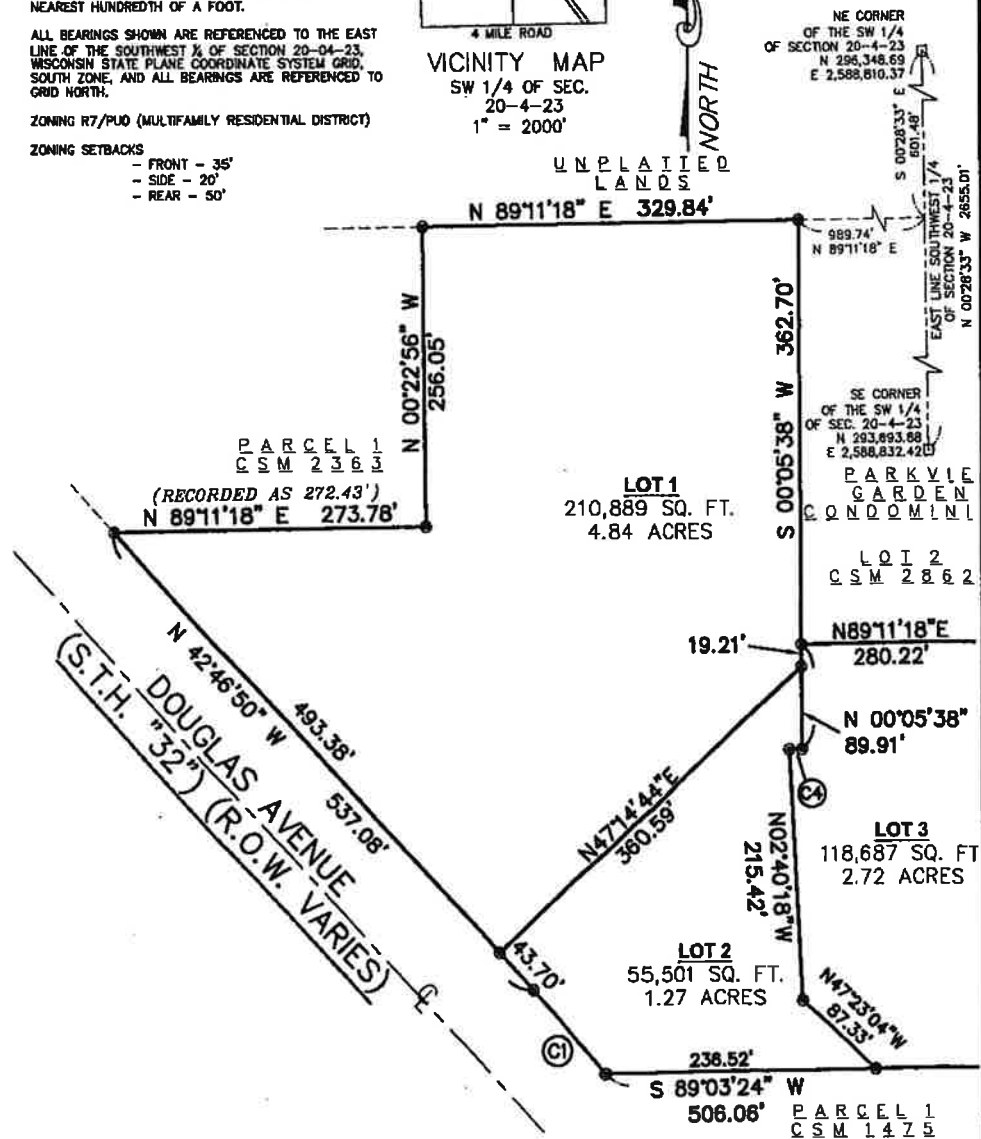 NEAREST HUNDREDTH OF A FOOT.
ALL BEARINGS SHOWN ARE REFERENCED TO THE EAST
LINE OF THE SOUTHWEST ¼ OF SECTION 20-04-23,
WISCONSIN STATE PLANE COORDINATE SYSTEM GRID,
SOUTH ZONE, AND ALL BEARINGS ARE REFERENCED TO
GRID NORTH.
ZONING R7/PUD (MULTIFAMILY RESIDENTIAL DISTRICT)
ZONING SETBACKS
- FRONT - 35'
- SIDE - 20'
- REAR - 50'
4 MILE ROAD
VICINITY MAP
SW 1/4 OF SEC.
20-4-23
1" = 2000'
NORTH
NE CORNER
OF THE SW 1/4
OF SECTION 20-4-23
N 296,348.69
E 2,588,810.37
S 00°28'33" E
601.48'
EAST LINE SOUTHWEST 1/4
OF SECTION 20-4-23
N 00°28'33" W 2655.01'
UNPLATTED
LANDS
N 89°11'18" E 329.84'
989.74'
N 89°11'18" E
N 00°22'56" W
256.05'
S 00°05'38" W 362.70'
SE CORNER
OF THE SW 1/4
OF SEC. 20-4-23
N 293,693.68
E 2,588,832.42
PARCEL 1
CSM 2363
(RECORDED AS 272.43')
N 89°11'18" E 273.78'
LOT 1
210,889 SQ. FT.
4.84 ACRES
PARKVIE
GARDEN
CONDOMINI
LOT 2
CSM 2862
N89°11'18"E
280.22'
19.21'
N 00°05'38"
89.91'
C4
N 42°46'50" W
493.38'
537.08'
DOUGLAS AVENUE
(S.T.H. "32") (R.O.W. VARIES)
N47°14'44"E
360.59'
N02°40'18"W
215.42'
LOT 3
118,687 SQ. FT
2.72 ACRES
LOT 2
55,501 SQ. FT.
1.27 ACRES
43.70'
C1
N47°23'04"W
87.33'
238.52'
S 89°03'24" W
506.06'
PARCEL 1
CSM 1475